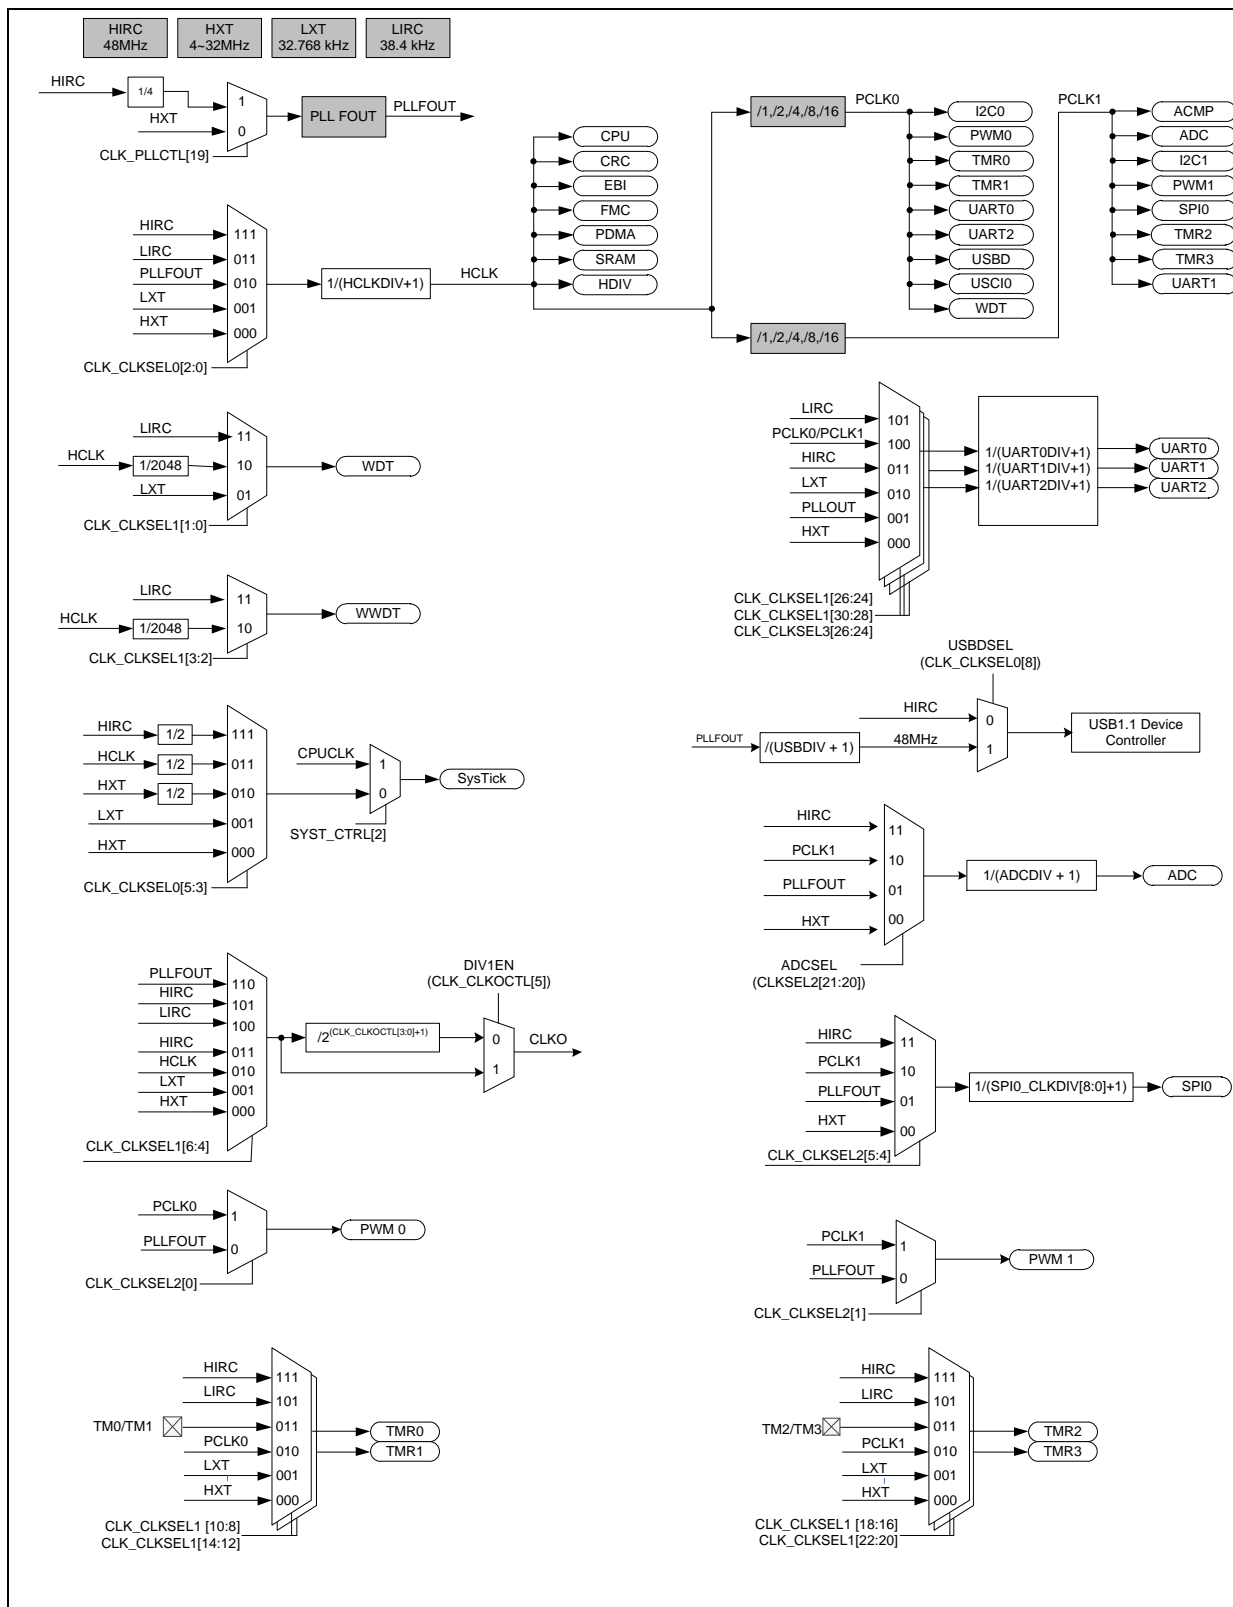 HIRC
48MHz
HXT
4~32MHz
LXT
32.768 kHz
LIRC
38.4 kHz
HIRC
1/4
HXT
1
0
PLL FOUT
PLLFOUT
CLK_PLLCTL[19]
HIRC
LIRC
PLLFOUT
LXT
HXT
111
011
010
001
000
CLK_CLKSEL0[2:0]
1/(HCLKDIV+1)
HCLK
CPU
CRC
EBI
FMC
PDMA
SRAM
HDIV
/1,/2,/4,/8,/16
PCLK0
I2C0
PWM0
TMR0
TMR1
UART0
UART2
USBD
USCI0
WDT
/1,/2,/4,/8,/16
PCLK1
ACMP
ADC
I2C1
PWM1
SPI0
TMR2
TMR3
UART1
LIRC
HCLK
1/2048
LXT
11
10
01
WDT
CLK_CLKSEL1[1:0]
LIRC
PCLK0/PCLK1
HIRC
LXT
PLLOUT
HXT
101
100
011
010
001
000
1/(UART0DIV+1)
1/(UART1DIV+1)
1/(UART2DIV+1)
UART0
UART1
UART2
CLK_CLKSEL1[26:24]
CLK_CLKSEL1[30:28]
CLK_CLKSEL3[26:24]
LIRC
HCLK
1/2048
11
10
WWDT
CLK_CLKSEL1[3:2]
USBDSEL
(CLK_CLKSEL0[8])
HIRC
PLLFOUT
/(USBDIV + 1)
48MHz
0
1
USB1.1 Device
Controller
HIRC
1/2
HCLK
1/2
HXT
1/2
LXT
HXT
111
011
010
001
000
CLK_CLKSEL0[5:3]
CPUCLK
1
0
SYST_CTRL[2]
SysTick
HIRC
PCLK1
PLLFOUT
HXT
11
10
01
00
ADCSEL
(CLKSEL2[21:20])
1/(ADCDIV + 1)
ADC
PLLFOUT
HIRC
LIRC
HIRC
HCLK
LXT
HXT
110
101
100
011
010
001
000
CLK_CLKSEL1[6:4]
/2(CLK_CLKOCTL[3:0]+1)
DIV1EN
(CLK_CLKOCTL[5])
0
1
CLKO
HIRC
PCLK1
PLLFOUT
HXT
11
10
01
00
CLK_CLKSEL2[5:4]
1/(SPI0_CLKDIV[8:0]+1)
SPI0
PCLK0
PLLFOUT
1
0
PWM 0
CLK_CLKSEL2[0]
PCLK1
PLLFOUT
1
0
PWM 1
CLK_CLKSEL2[1]
HIRC
LIRC
TM0/TM1
PCLK0
LXT
HXT
111
101
011
010
001
000
TMR0
TMR1
CLK_CLKSEL1 [10:8]
CLK_CLKSEL1[14:12]
HIRC
LIRC
TM2/TM3
PCLK1
LXT
HXT
111
101
011
010
001
000
TMR2
TMR3
CLK_CLKSEL1 [18:16]
CLK_CLKSEL1[22:20]